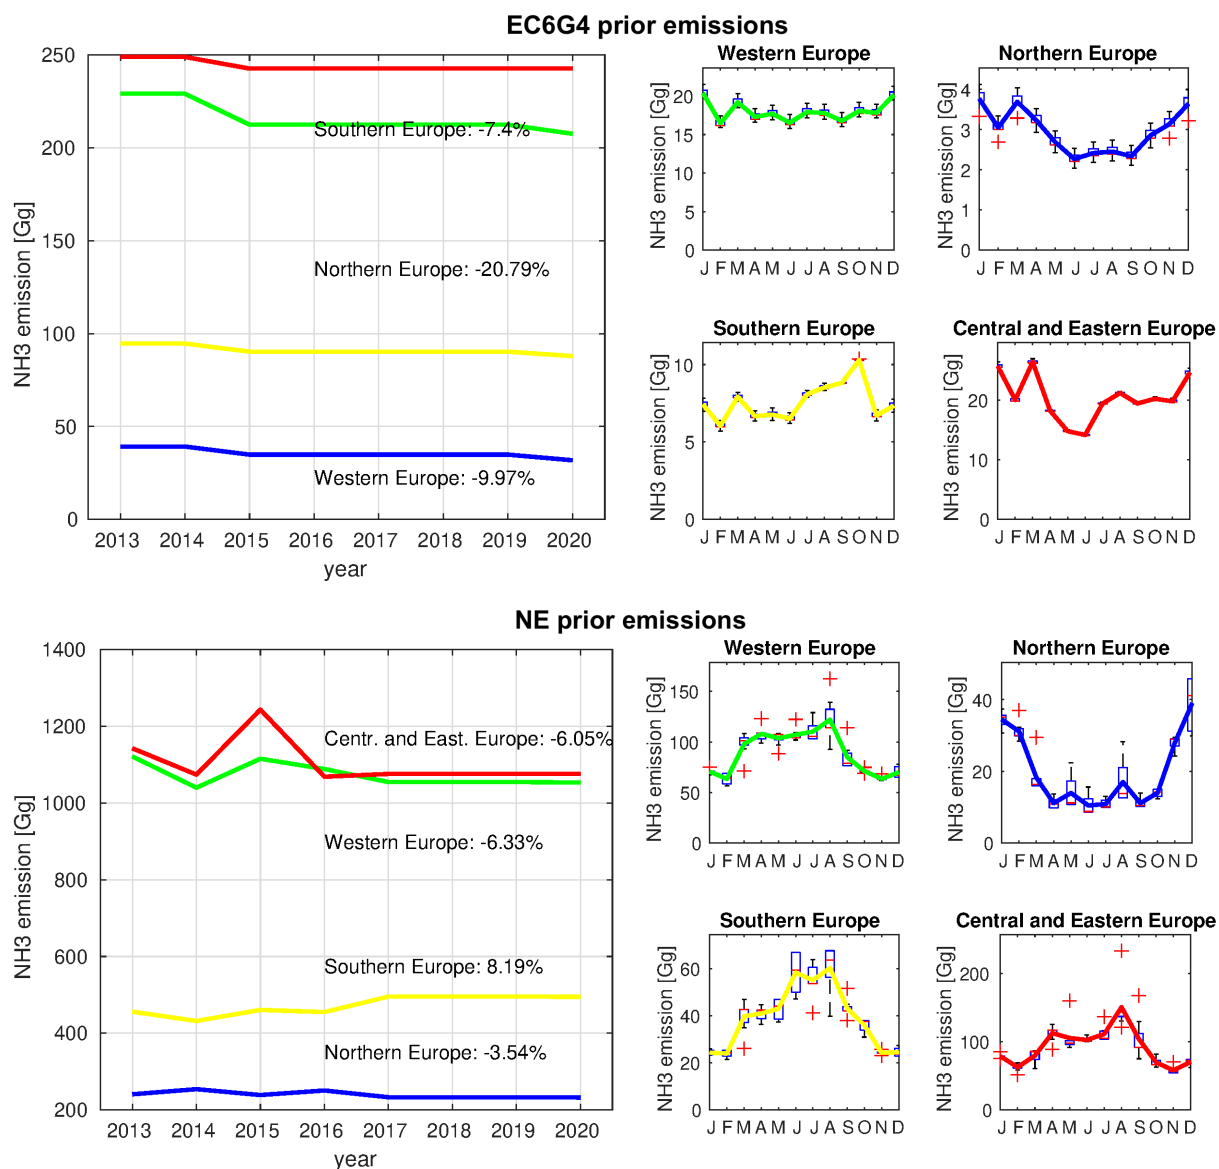 EC6G4 prior emissions
NH3 emission [Gg]
250
200
150
100
50
0
Southern Europe: -7.4%
Northern Europe: -20.79%
Western Europe: -9.97%
2013 2014 2015 2016 2017 2018 2019 2020
year
Western Europe
NH3 emission [Gg]
20
15
10
5
0
J F M A M J J A S O N D
Northern Europe
NH3 emission [Gg]
4
3
2
1
0
J F M A M J J A S O N D
Southern Europe
NH3 emission [Gg]
10
5
0
J F M A M J J A S O N D
Central and Eastern Europe
NH3 emission [Gg]
20
10
0
J F M A M J J A S O N D
NE prior emissions
NH3 emission [Gg]
1400
1200
1000
800
600
400
200
Centr. and East. Europe: -6.05%
Western Europe: -6.33%
Southern Europe: 8.19%
Northern Europe: -3.54%
2013 2014 2015 2016 2017 2018 2019 2020
year
Western Europe
NH3 emission [Gg]
150
100
50
0
J F M A M J J A S O N D
Northern Europe
NH3 emission [Gg]
40
20
0
J F M A M J J A S O N D
Southern Europe
NH3 emission [Gg]
60
40
20
0
J F M A M J J A S O N D
Central and Eastern Europe
NH3 emission [Gg]
200
100
0
J F M A M J J A S O N D